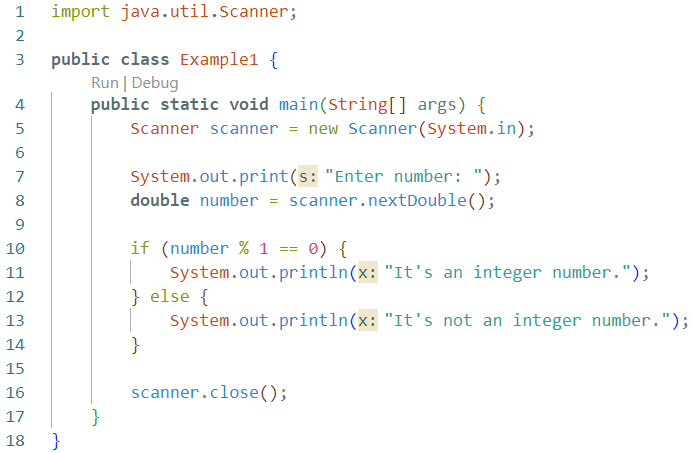 1 import java.util.Scanner;
2
3 public class Example1 {
Run | Debug
4 public static void main(String[] args) {
5 Scanner scanner = new Scanner(System.in);
6
7 System.out.print(s: "Enter number: ");
8 double number = scanner.nextDouble();
9
10 if (number % 1 == 0) {
11 System.out.println(x: "It's an integer number.");
12 } else {
13 System.out.println(x: "It's not an integer number.");
14 }
15
16 scanner.close();
17 }
18 }